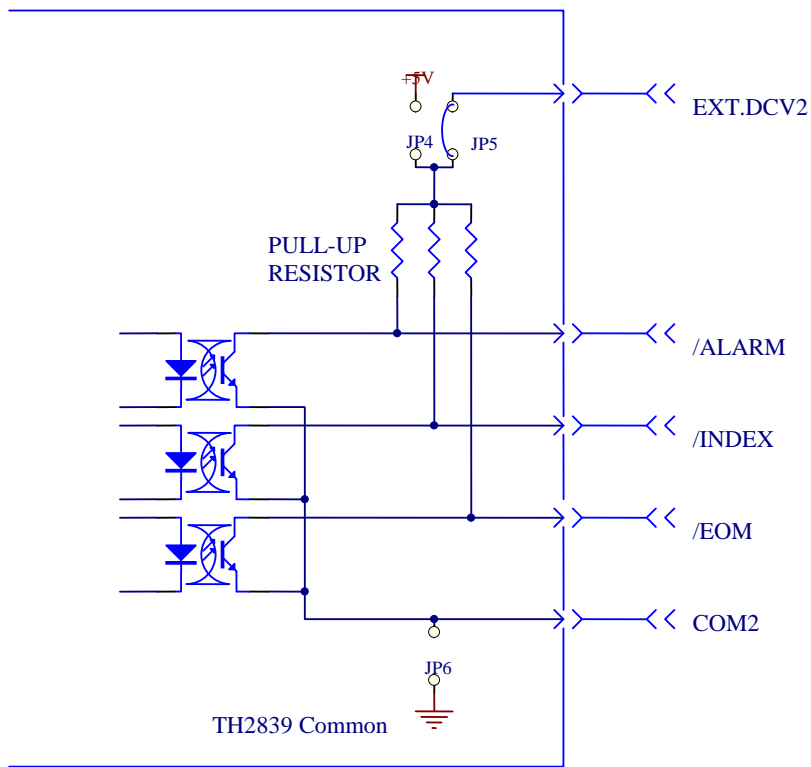 +5V
EXT.DCV2
JP4
JP5
PULL-UP
RESISTOR
/ALARM
/INDEX
/EOM
COM2
JP6
TH2839 Common